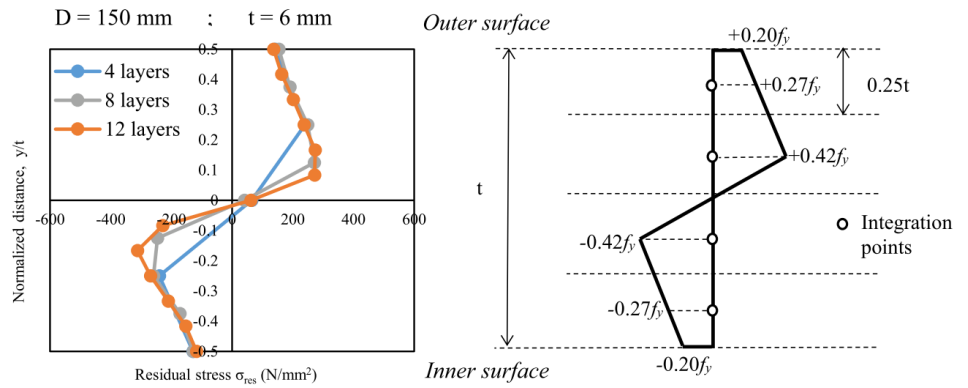 D = 150 mm ; t = 6 mm
Normalized distance, y/t
0.5
0.4
0.3
0.2
0.1
0
-0.1
-0.2
-0.3
-0.4
-0.5
-600 -400 -200 0 200 400 600
4 layers
8 layers
12 layers
Residual stress σres (N/mm²)
Outer surface
+0.20fy
+0.27fy
0.25t
+0.42fy
t
-0.42fy
Integration
points
-0.27fy
-0.20fy
Inner surface